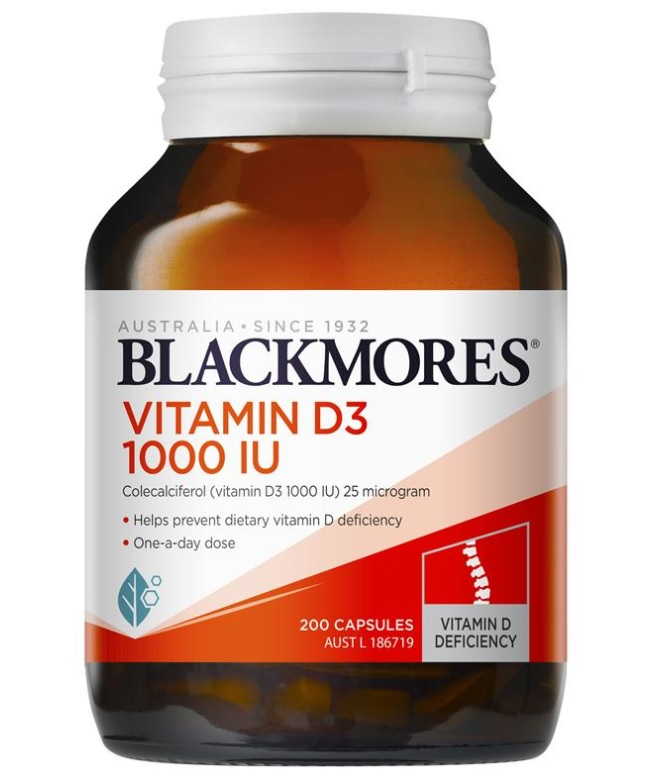 AUSTRALIA • SINCE 1932
BLACKMORES®
VITAMIN D3
1000 IU
Colecalciferol (vitamin D3 1000 IU) 25 microgram
• Helps prevent dietary vitamin D deficiency
• One-a-day dose
200 CAPSULES
AUST L 186719
VITAMIN D
DEFICIENCY